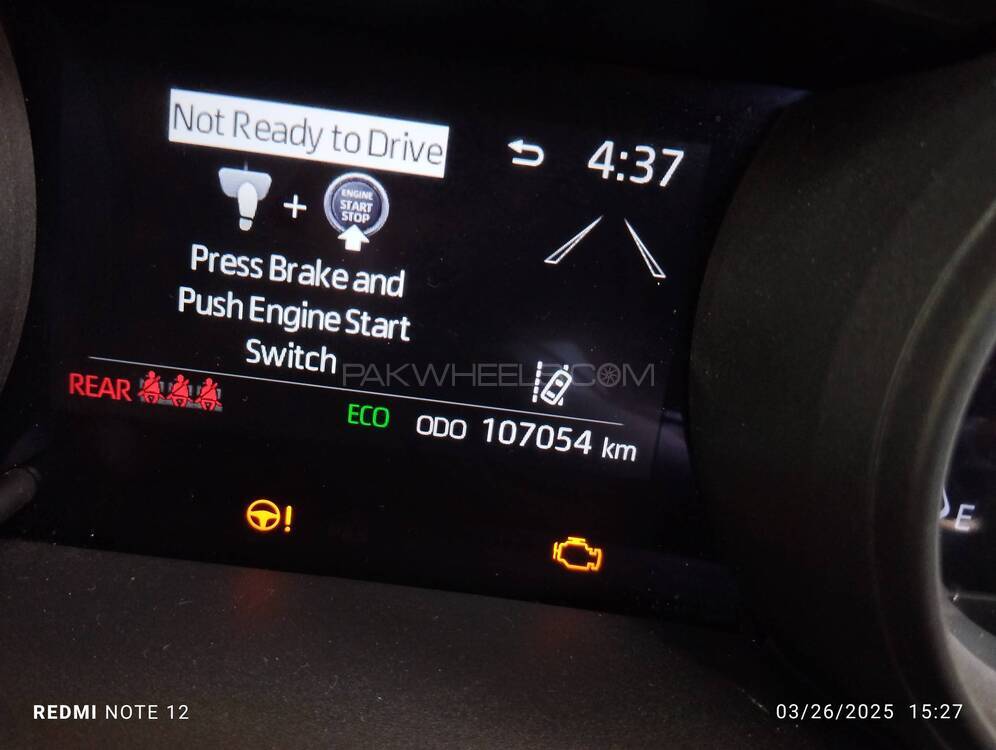 Not Ready to Drive
4:37
ENGINE
START
STOP
+
Press Brake and
Push Engine Start
Switch
PAKWHEELS.COM
REAR
ECO
ODO 107054 km
!
E
REDMI NOTE 12
03/26/2025 15:27